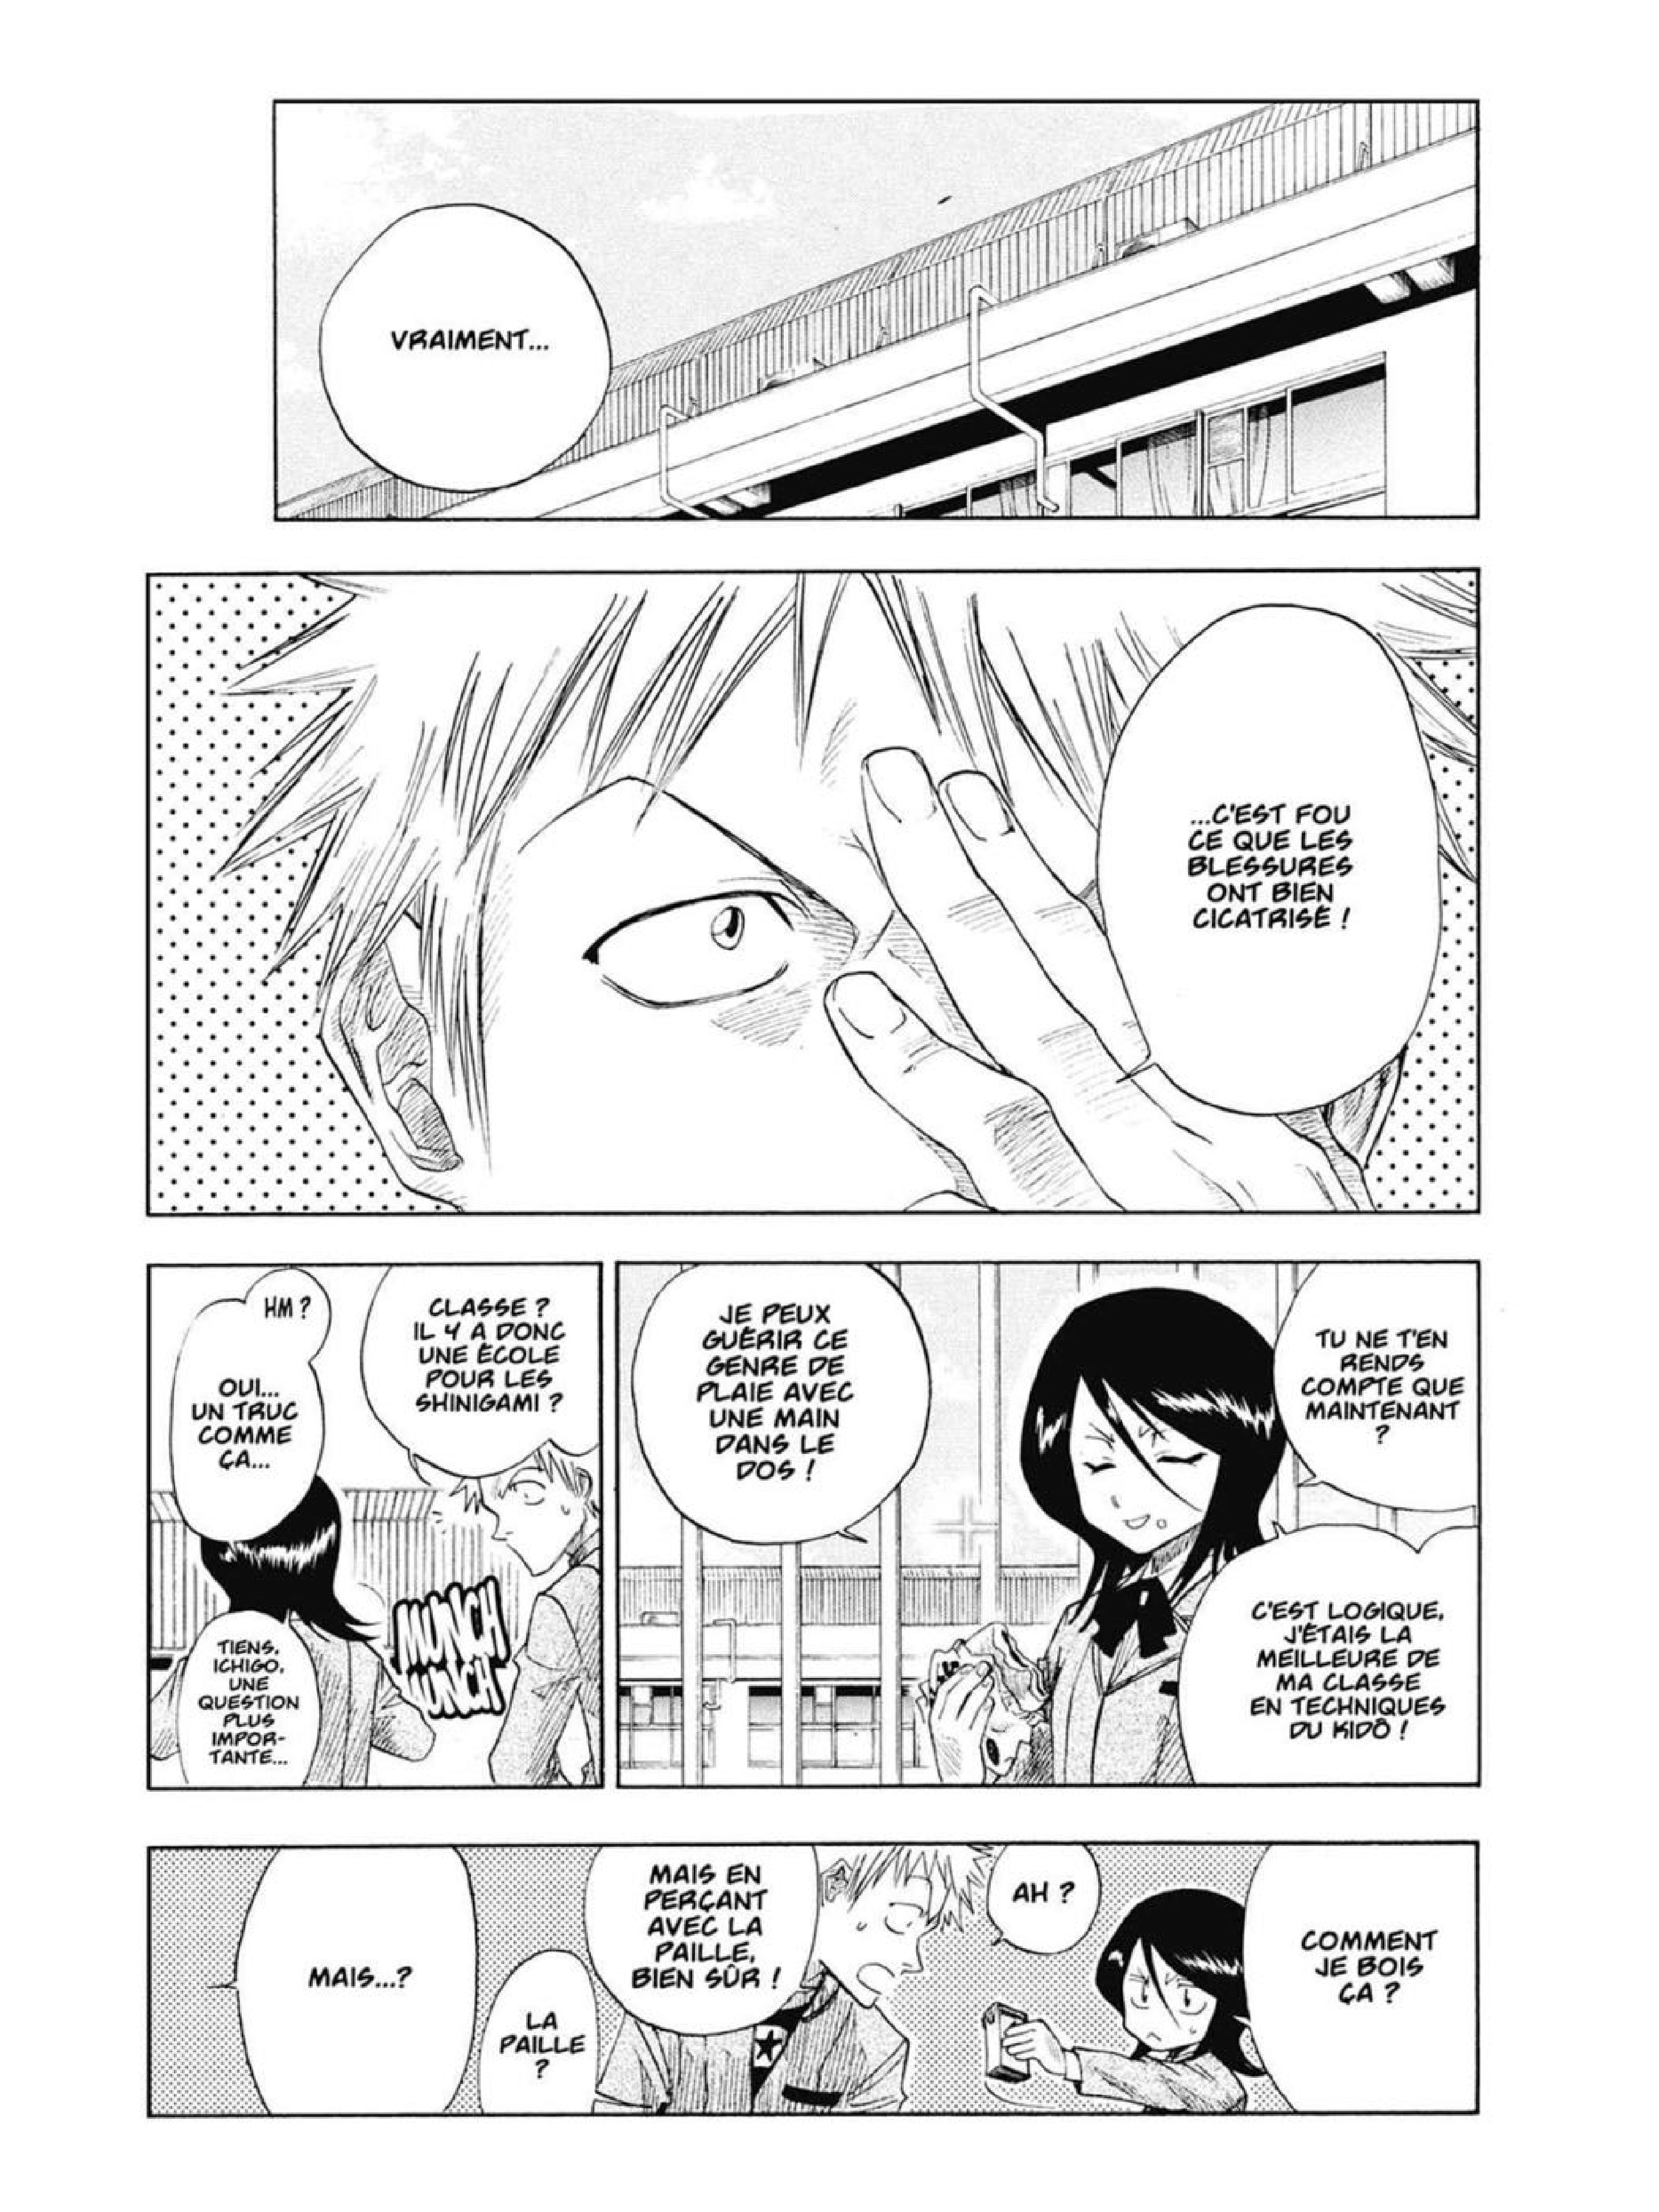 VRAIMENT...
...C'EST FOU
CE QUE LES
BLESSURES
ONT BIEN
CICATRISÉ !
TU NE T'EN
RENDS
COMPTE QUE
MAINTENANT
?
C'EST LOGIQUE,
J'ÉTAIS LA
MEILLEURE DE
MA CLASSE
EN TECHNIQUES
DU KIDÔ !
JE PEUX
GUÉRIR CE
GENRE DE
PLAIE AVEC
UNE MAIN
DANS LE
DOS !
CLASSE ?
IL Y A DONC
UNE ÉCOLE
POUR LES
SHINIGAMI ?
HM ?
OUI...
UN TRUC
COMME
ÇA...
MUNCH
MUNCH
TIENS,
ICHIGO,
UNE
QUESTION
PLUS
IMPOR-
TANTE...
COMMENT
JE BOIS
ÇA ?
AH ?
MAIS EN
PERÇANT
AVEC LA
PAILLE,
BIEN SÛR !
LA
PAILLE
?
MAIS...?